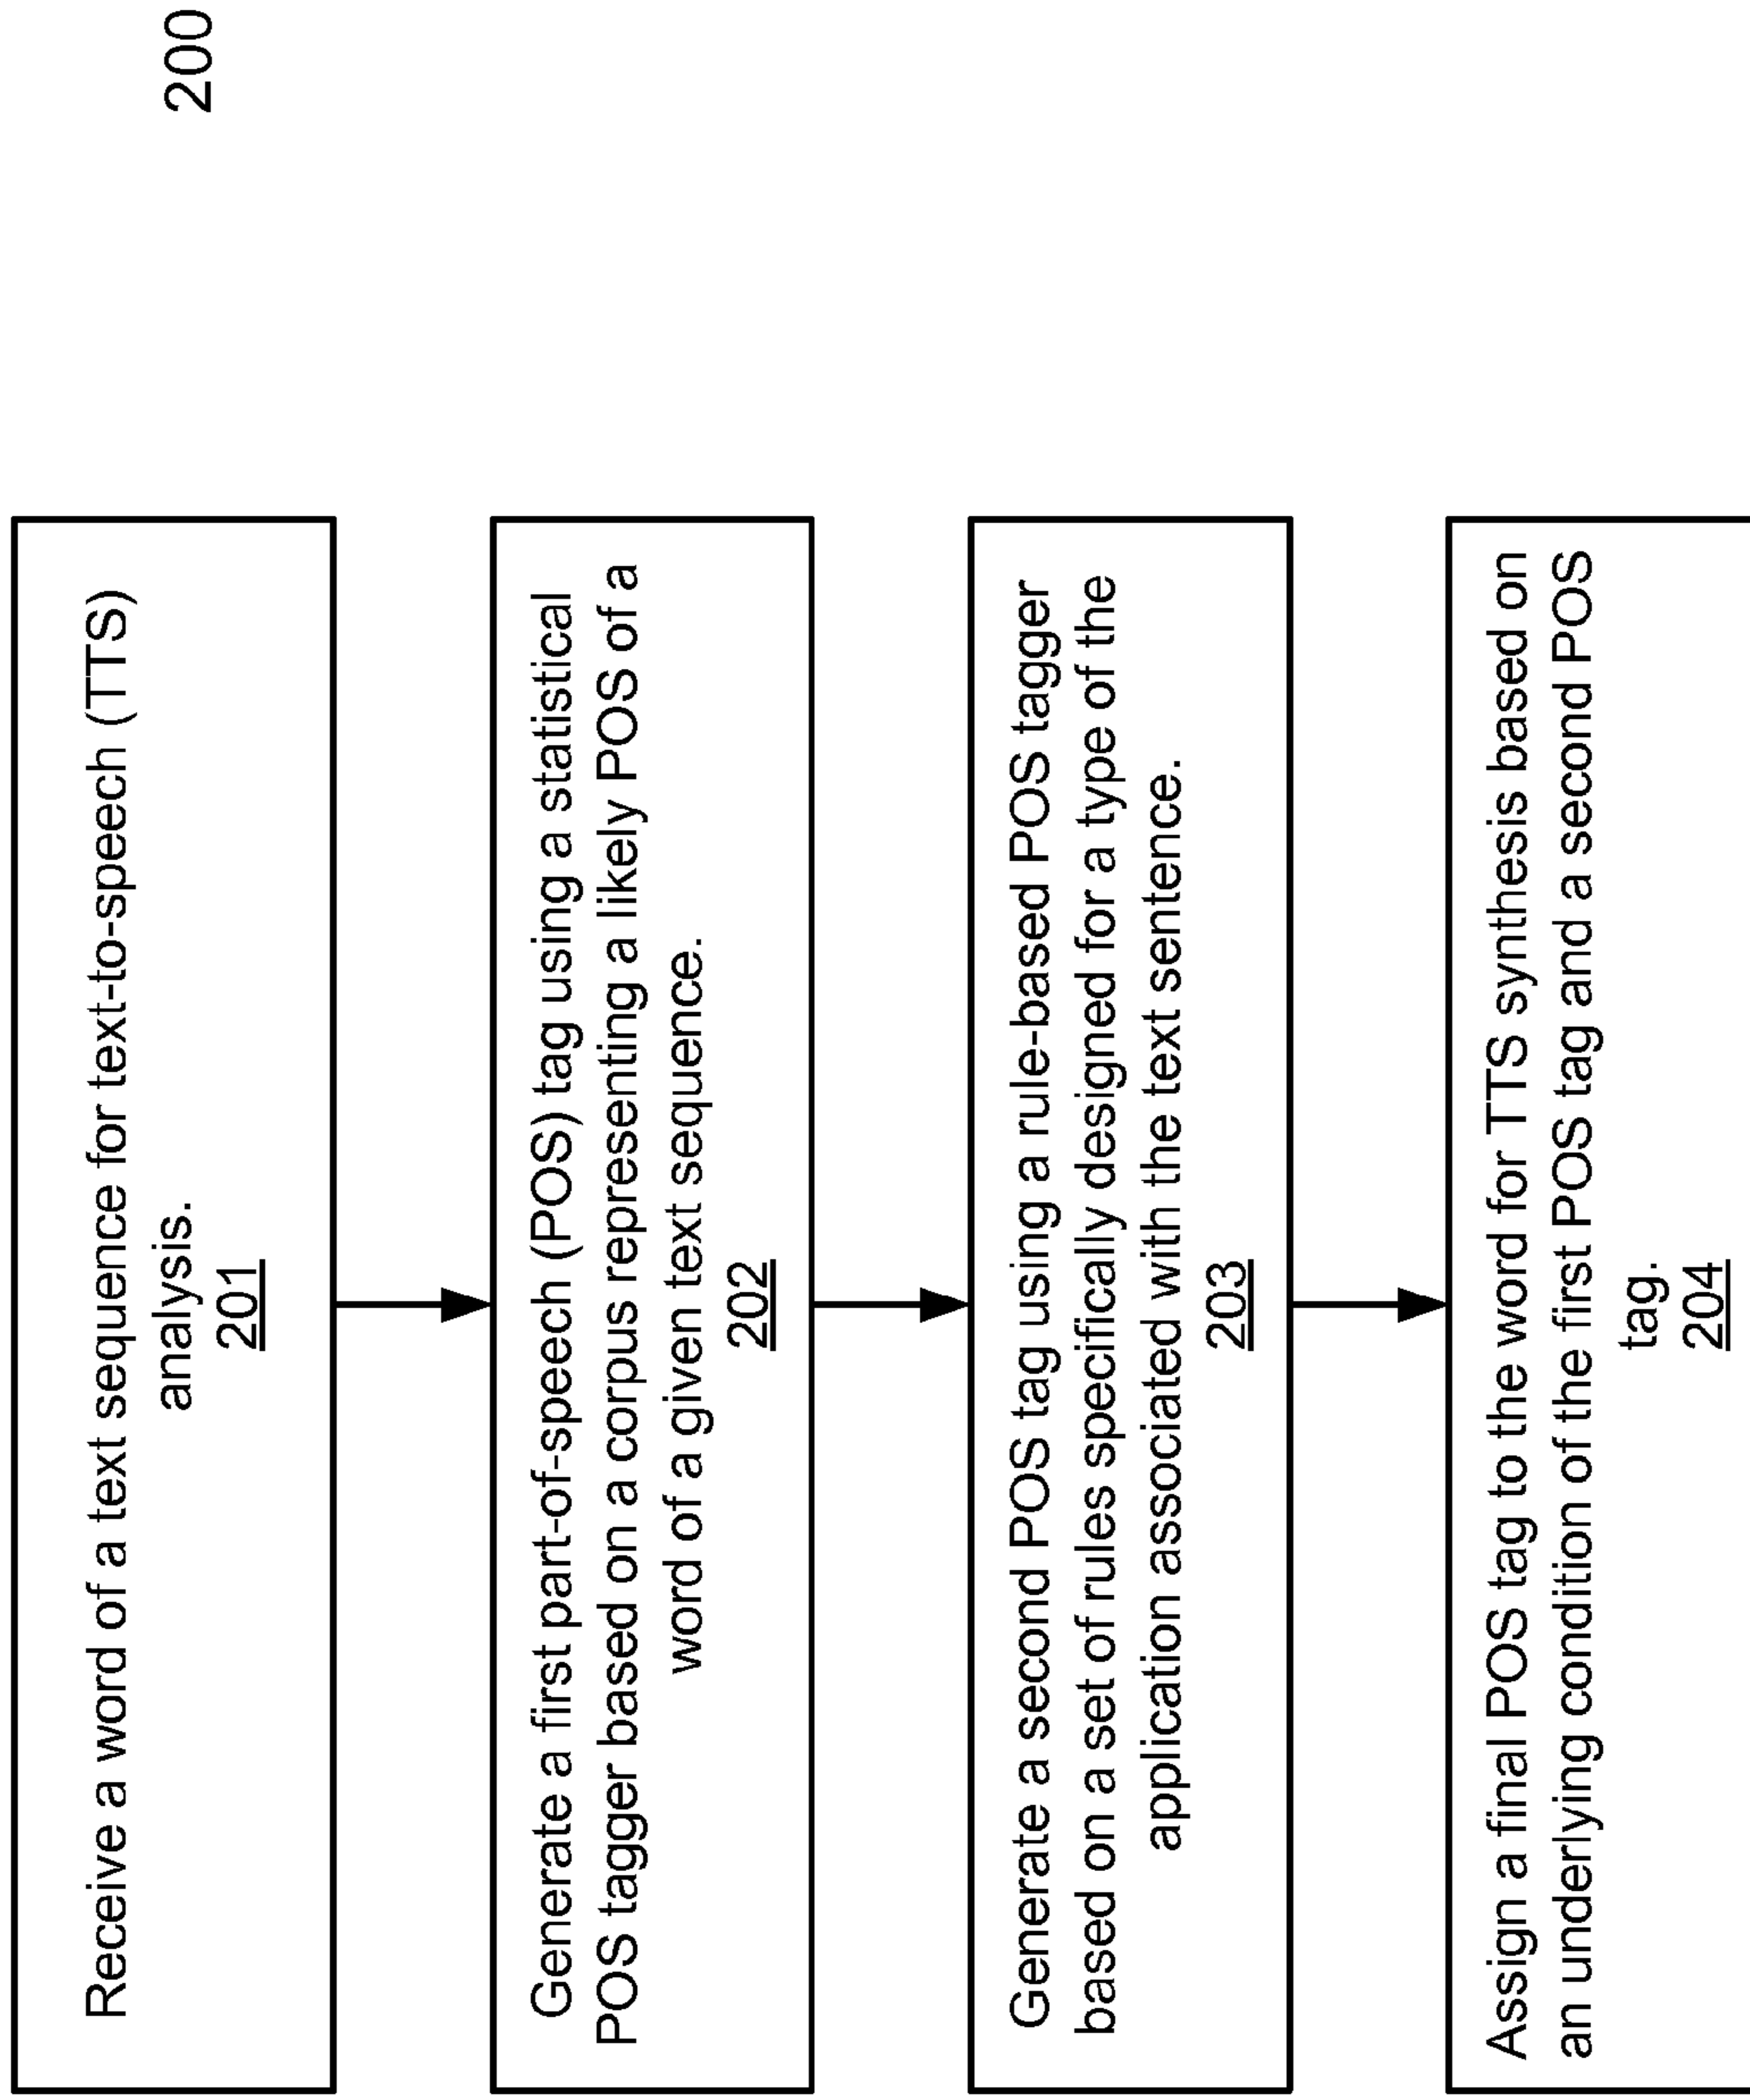 200
Receive a word of a text sequence for text-to-speech (TTS)
analysis.
201
Generate a first part-of-speech (POS) tag using a statistical
POS tagger based on a corpus representing a likely POS of a
word of a given text sequence.
202
Generate a second POS tag using a rule-based POS tagger
based on a set of rules specifically designed for a type of the
application associated with the text sentence.
203
Assign a final POS tag to the word for TTS synthesis based on
an underlying condition of the first POS tag and a second POS
tag.
204